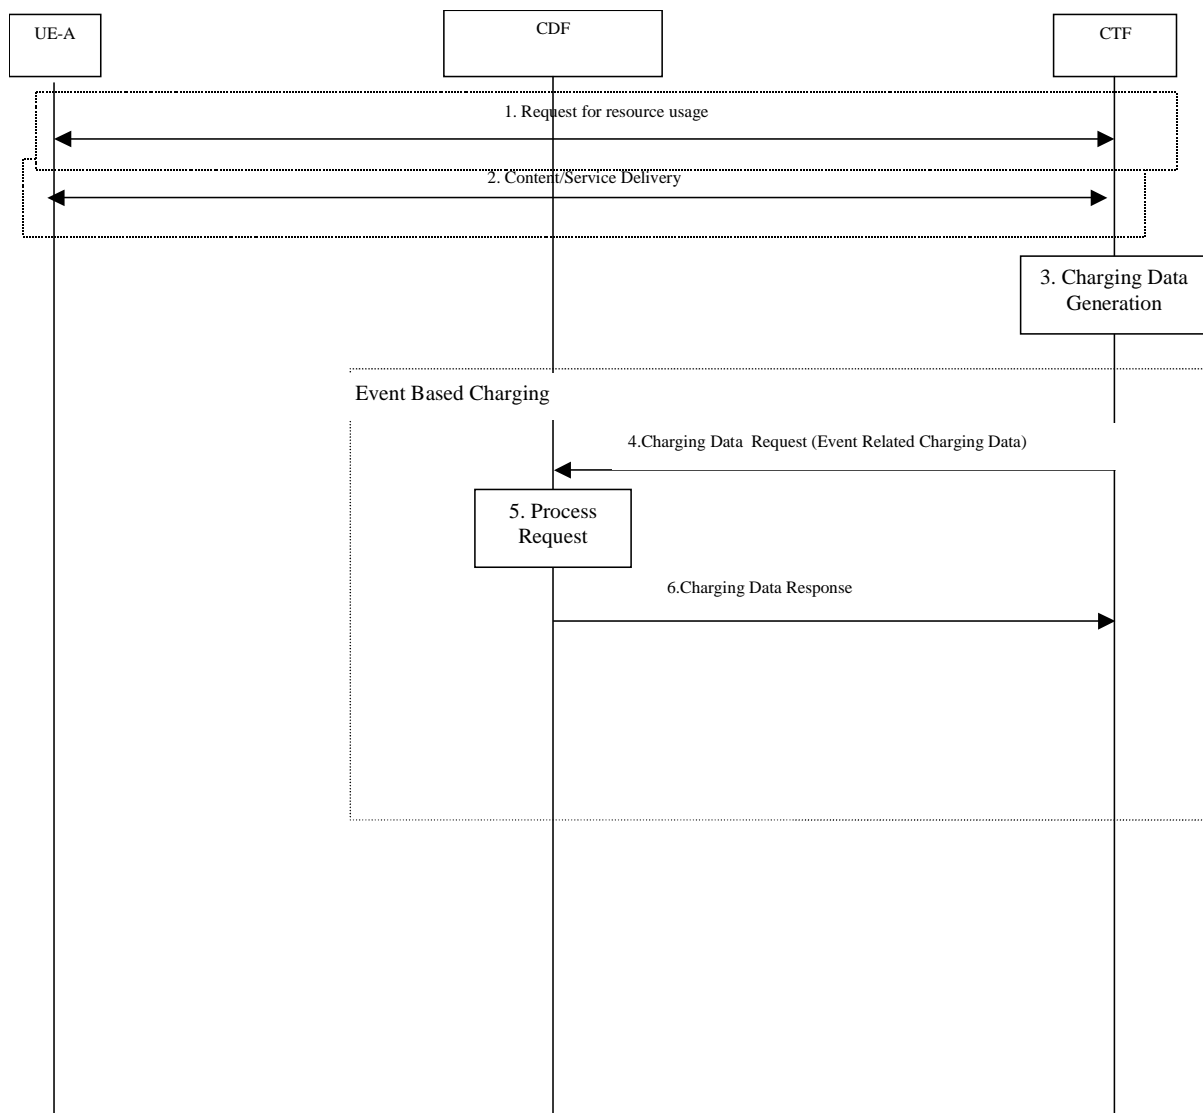 UE-A
CDF
CTF
1. Request for resource usage
2. Content/Service Delivery
3. Charging Data
Generation
Event Based Charging
4.Charging Data  Request (Event Related Charging Data)
5. Process
Request
6.Charging Data Response